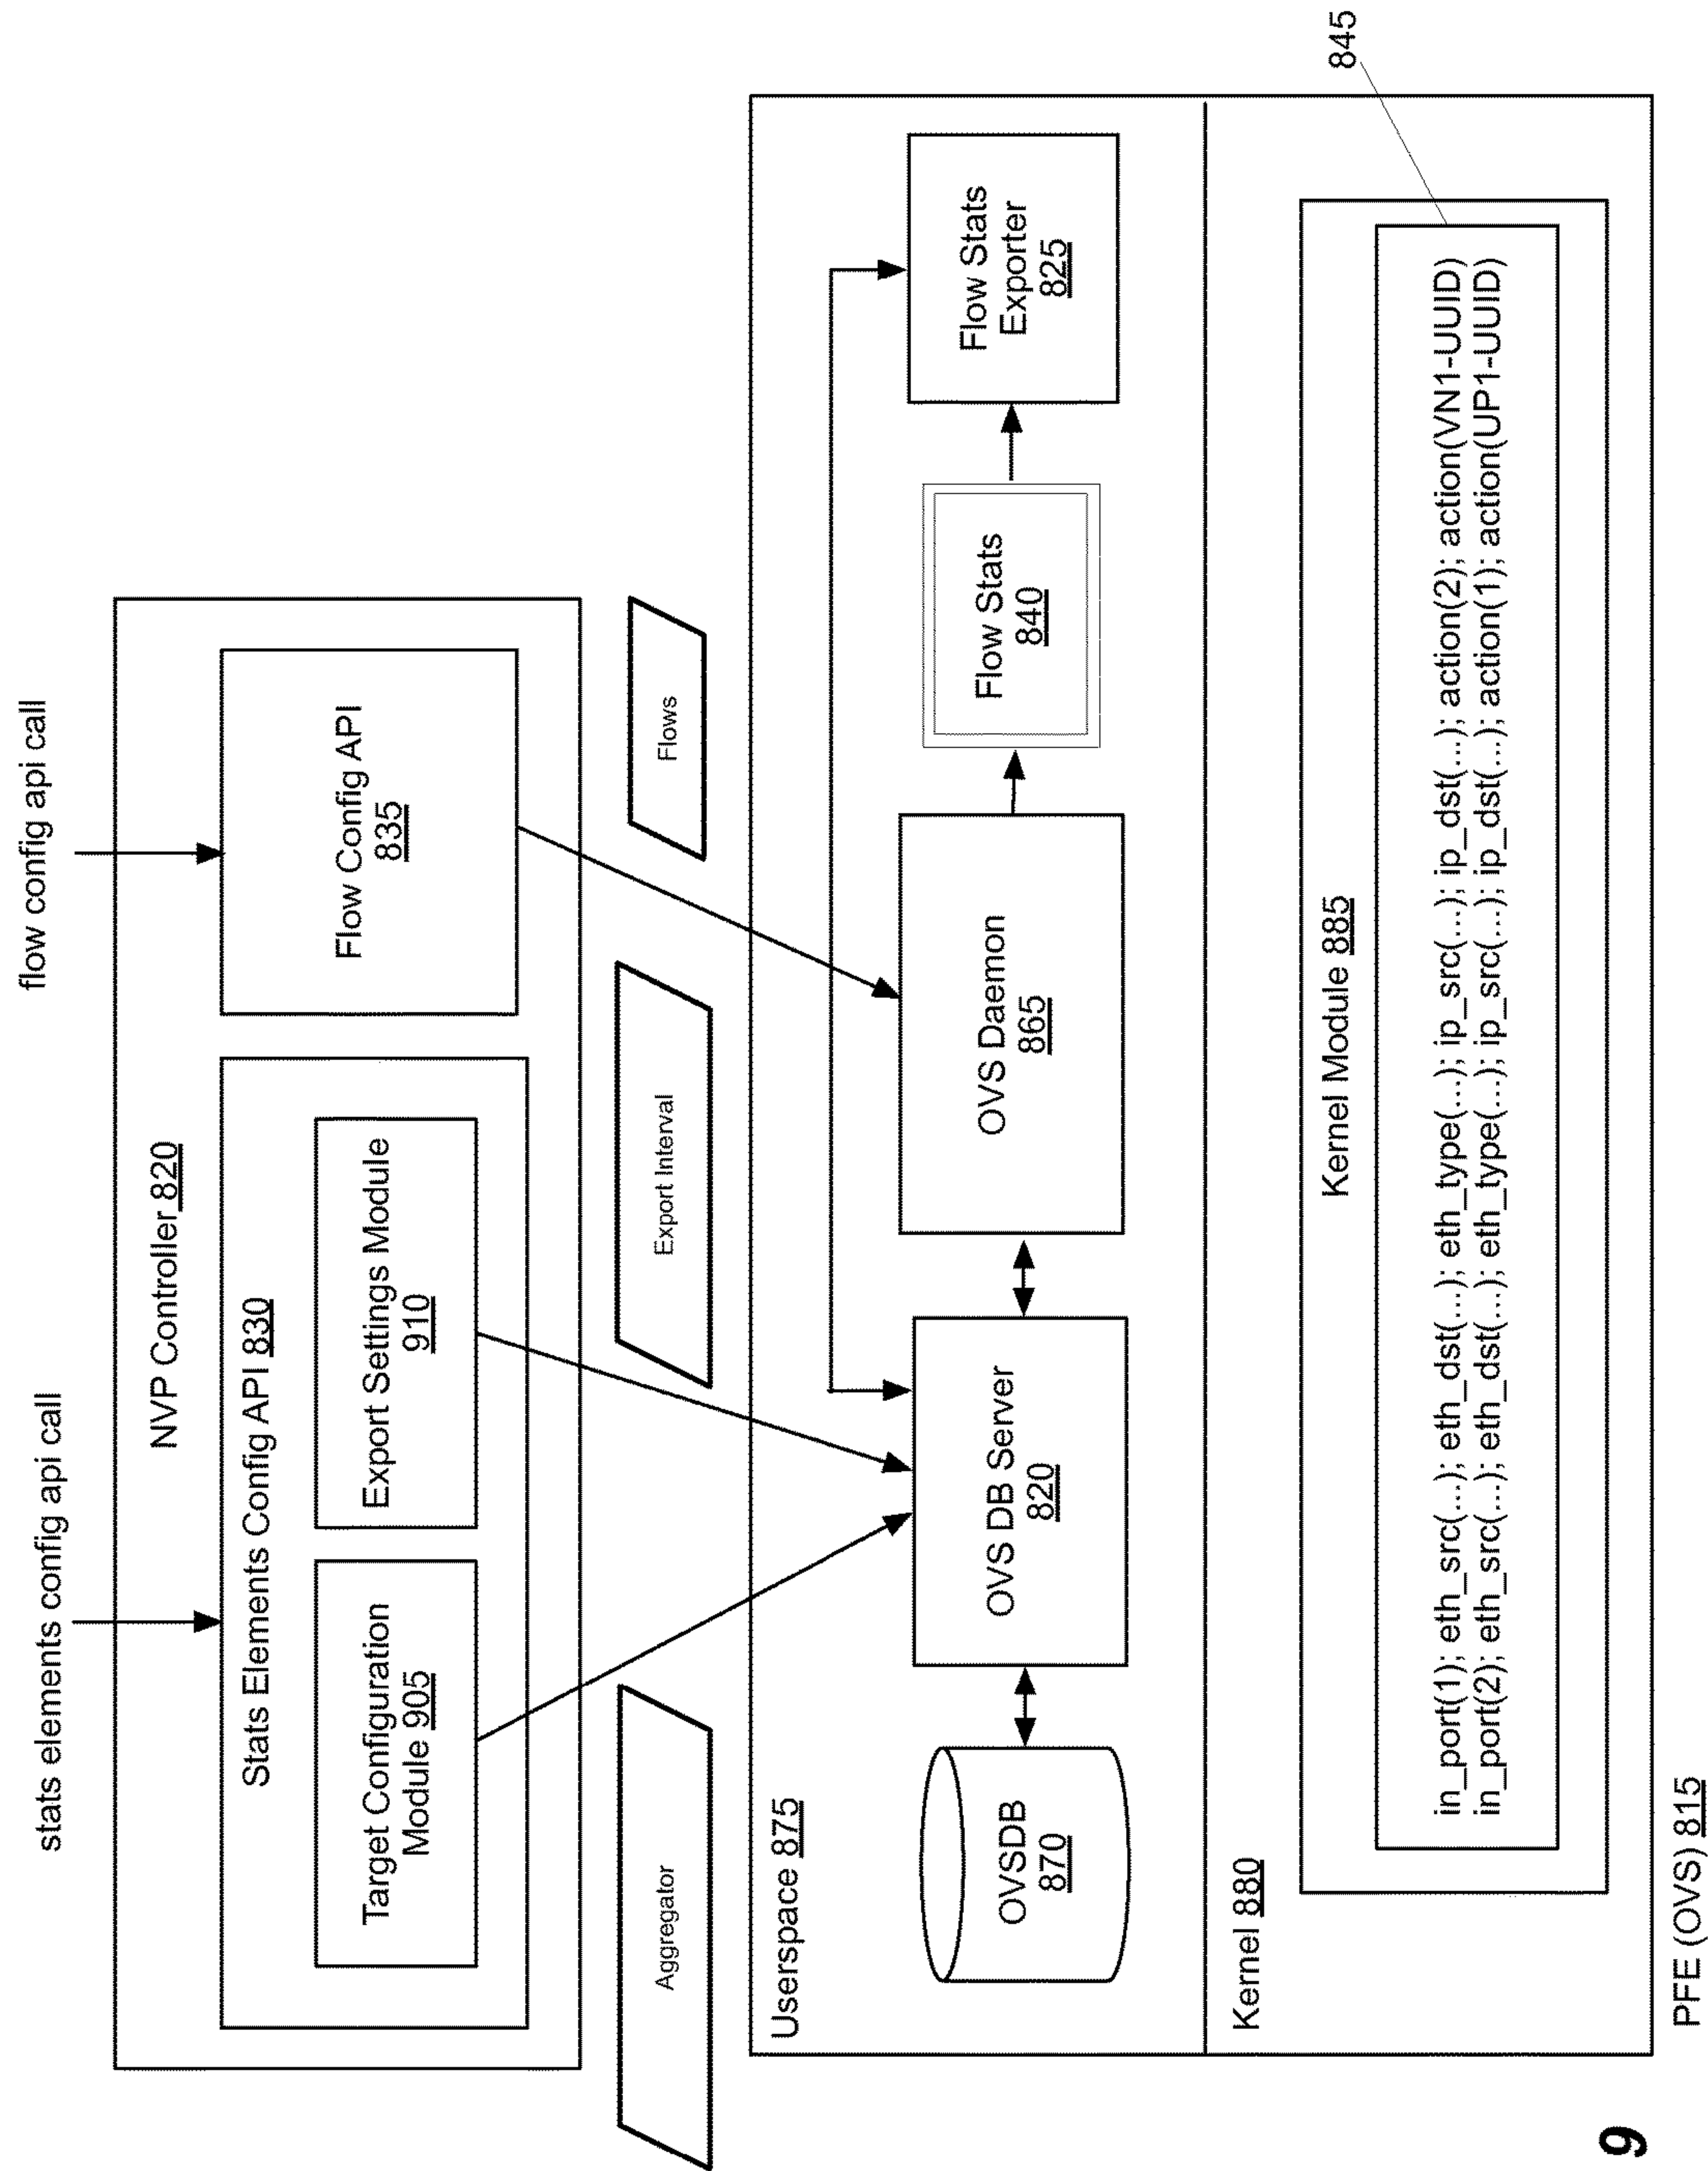 stats elements config api call
flow config api call
NVP Controller 820
Stats Elements Config API 830
Target Configuration
Module 905
Export Settings Module
910
Flow Config API
835
Aggregator
Export Interval
Flows
Userspace 875
OVSDB
870
OVS DB Server
820
OVS Daemon
865
Flow Stats
840
Flow Stats
Exporter
825
Kernel 880
Kernel Module 885
in_port(1); eth_src(...); eth_dst(...); eth_type(...); ip_src(...); ip_dst(...); action(2); action(VN1-UUID)
in_port(2); eth_src(...); eth_dst(...); eth_type(...); ip_src(...); ip_dst(...); action(1); action(UP1-UUID)
845
PFE (OVS) 815
9